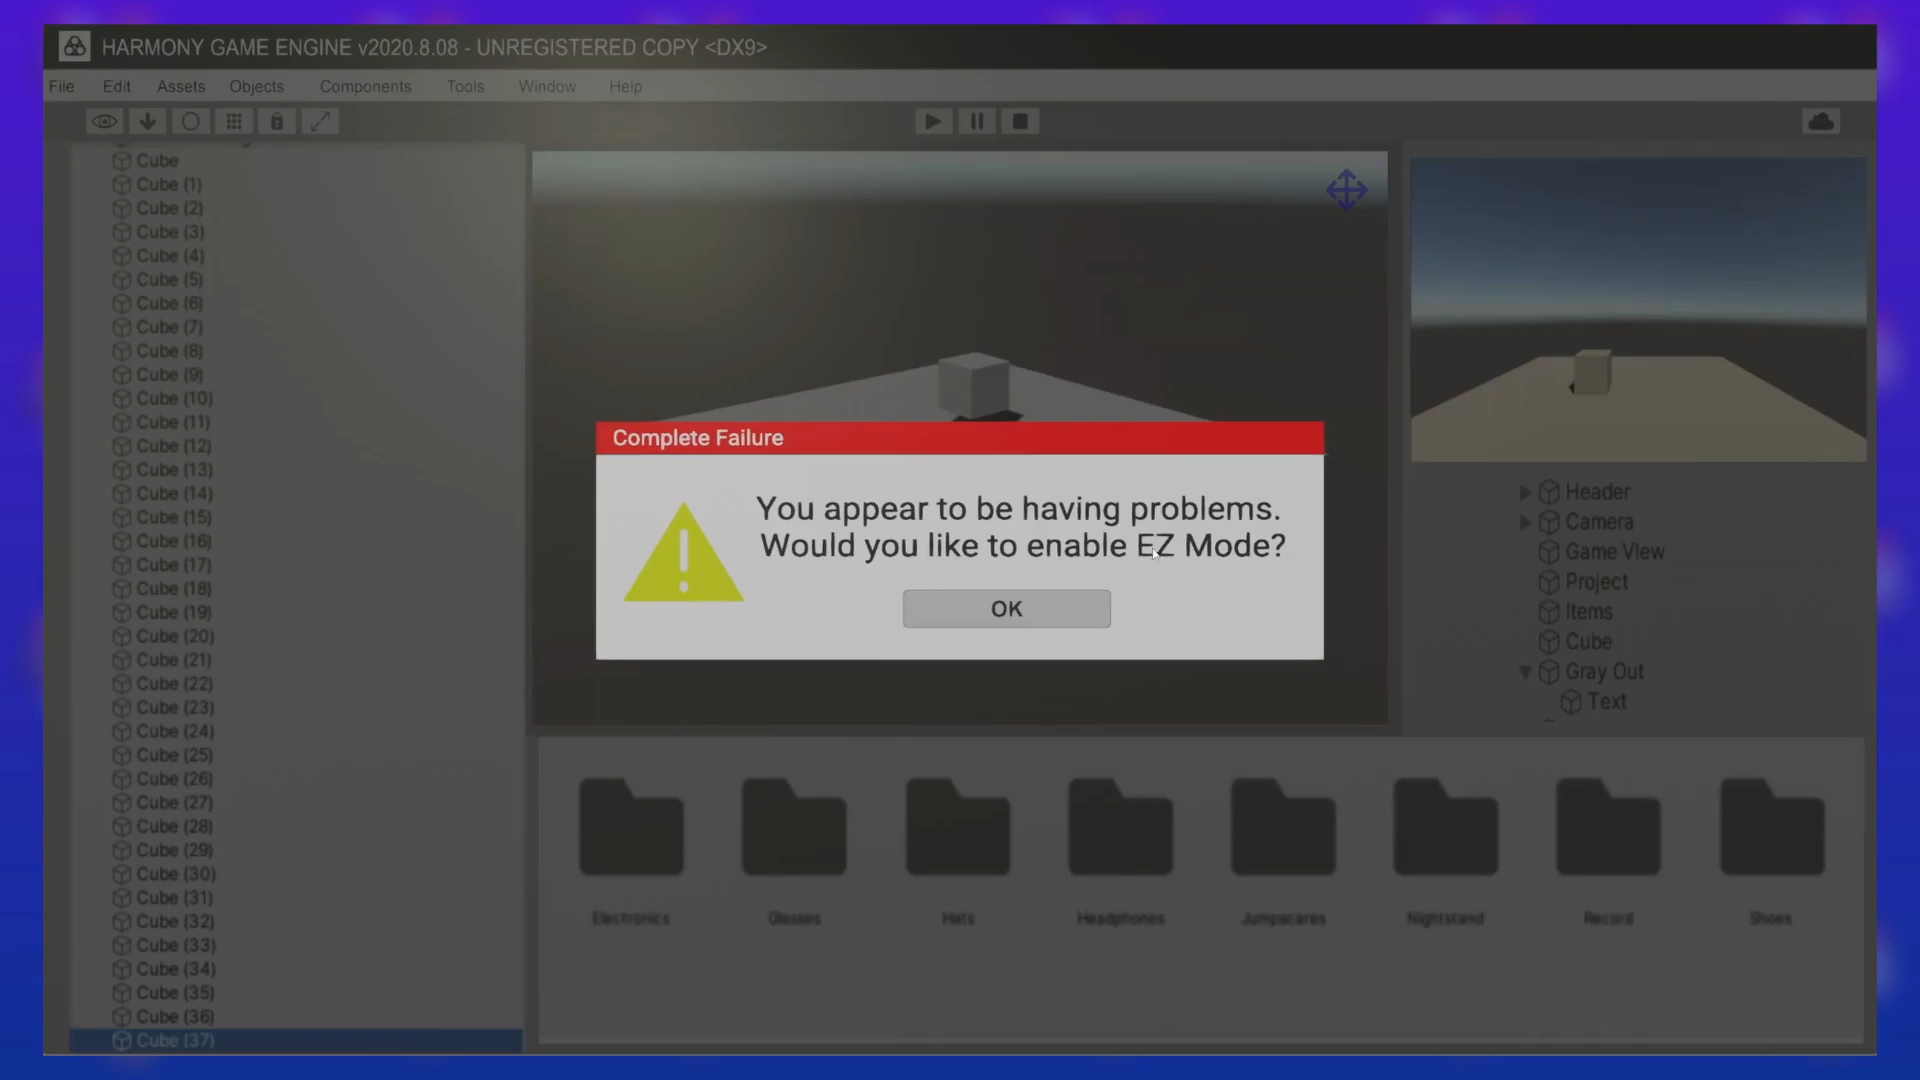 HARMONY GAME ENGINE v2020.8.08 - UNREGISTERED COPY <DX9>
File Edit Assets Objects Components Tools Window Help
Cube
Cube (1)
Cube (2)
Cube (3)
Cube (4)
Cube (5)
Cube (6)
Cube (7)
Cube (8)
Cube (9)
Cube (10)
Cube (11)
Cube (12)
Cube (13)
Cube (14)
Cube (15)
Cube (16)
Cube (17)
Cube (18)
Cube (19)
Cube (20)
Cube (21)
Cube (22)
Cube (23)
Cube (24)
Cube (25)
Cube (26)
Cube (27)
Cube (28)
Cube (29)
Cube (30)
Cube (31)
Cube (32)
Cube (33)
Cube (34)
Cube (35)
Cube (36)
Cube (37)
Complete Failure
You appear to be having problems.
Would you like to enable EZ Mode?
OK
Header
Camera
Game View
Project
Items
Cube
Gray Out
Text
Electronics Glasses Hats Headphones Jumpscares Nightstand Record Shoes